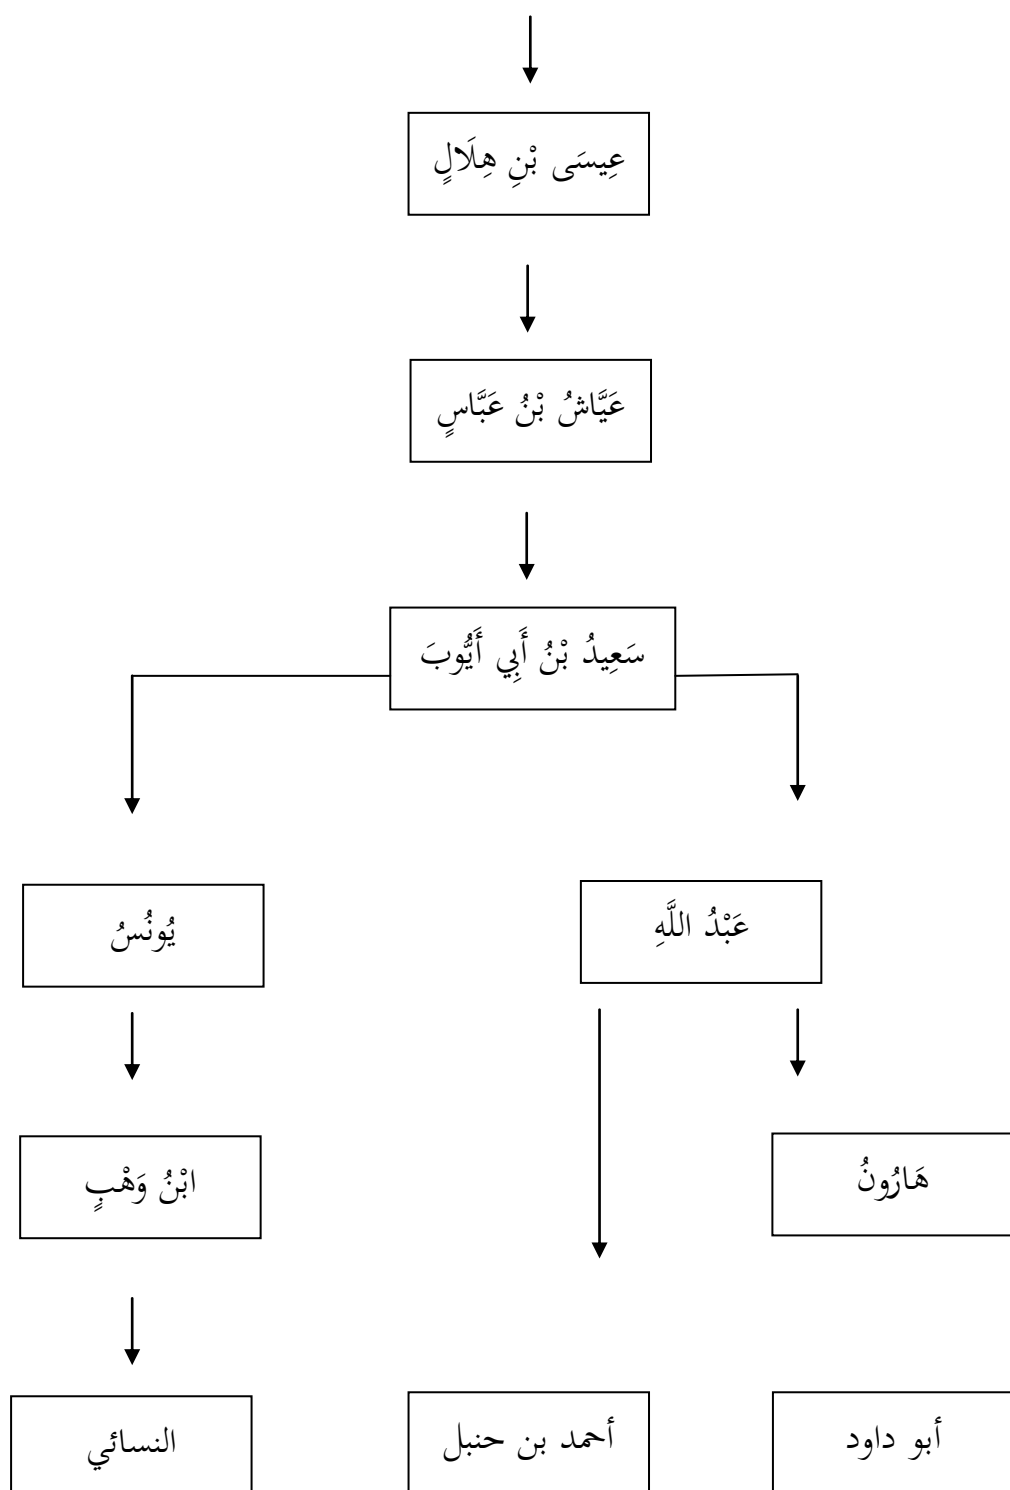 عِيسَى بْنِ هِلَالٍ
عَيَّاشُ بْنُ عَبَّاسٍ
سَعِيدُ بْنُ أَبِي أَيُّوبَ
عَبْدُ اللَّهِ
يُونُسُ
هَارُونُ
ابْنُ وَهْبٍ
أبو داود
أحمد بن حنبل
النسائي